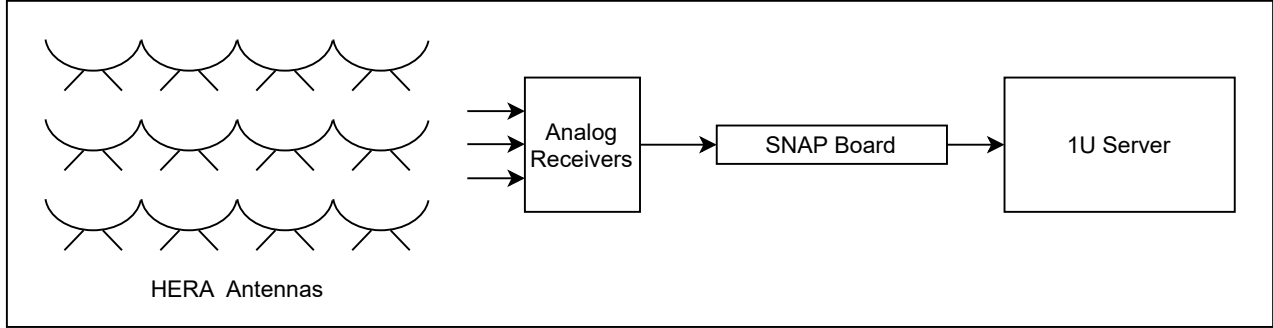 Analog
Receivers
SNAP Board
1U Server
HERA Antennas